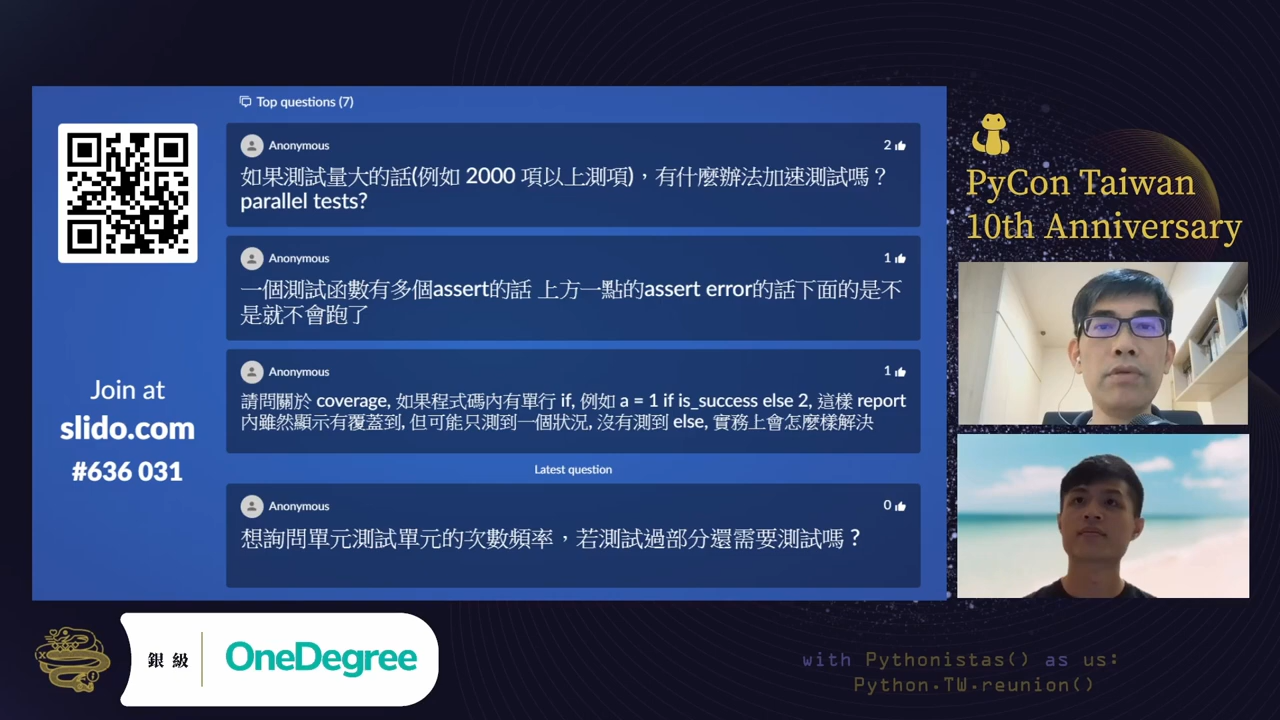 Top questions (7)
Anonymous
2
如果測試量大的話(例如 2000 項以上測項)，有什麼辦法加速測試嗎？
parallel tests?
Anonymous
1
一個測試函數有多個assert的話 上方一點的assert error的話下面的是不
是就不會跑了
Anonymous
1
請問關於 coverage, 如果程式碼內有單行 if, 例如 a = 1 if is_success else 2, 這樣 report
內雖然顯示有覆蓋到, 但可能只測到一個狀況, 沒有測到 else, 實務上會怎麼樣解決
Latest question
Anonymous
0
想詢問單元測試單元的次數頻率，若測試過部分還需要測試嗎？
Join at
slido.com
#636 031
PyCon Taiwan
10th Anniversary
銀級
OneDegree
with Pythonistas() as us:
Python.TW.reunion()